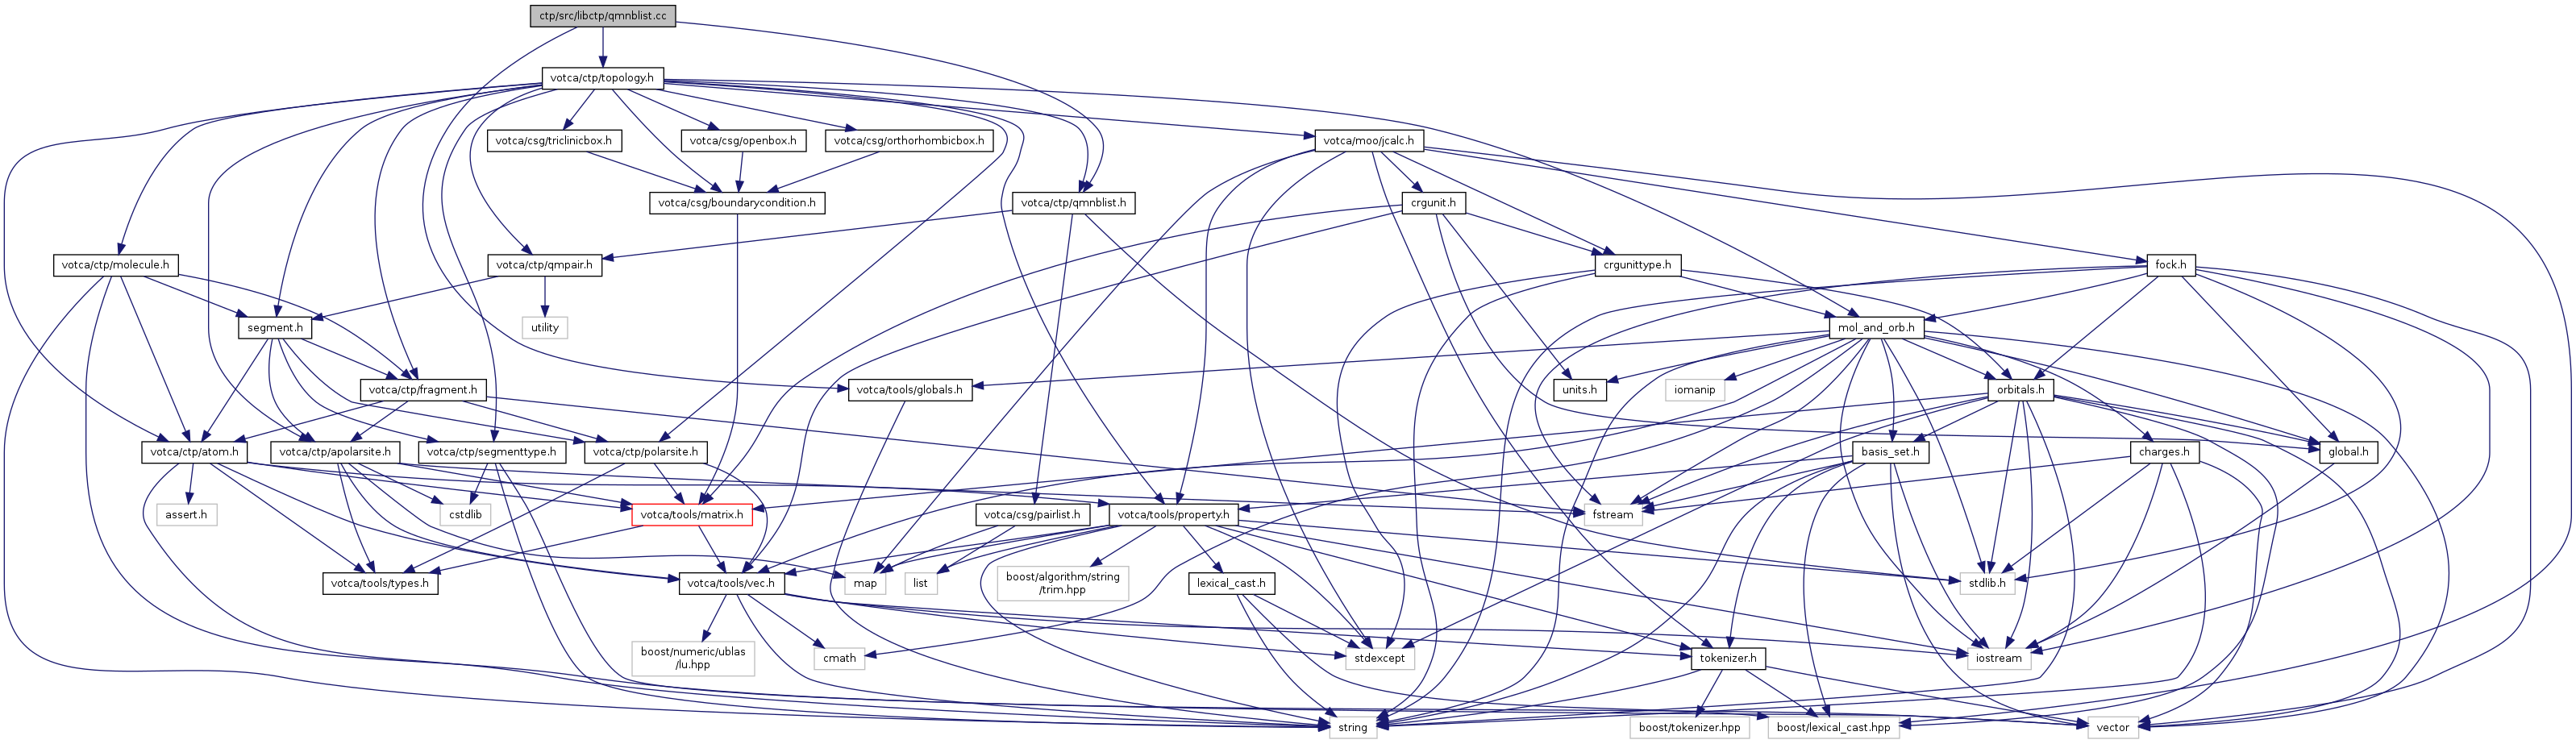 ctp/src/libctp/qmnblist.cc
votca/ctp/topology.h
votca/csg/triclinicbox.h
votca/csg/openbox.h
votca/csg/orthorhombicbox.h
votca/moo/jcalc.h
votca/csg/boundarycondition.h
votca/ctp/qmnblist.h
crgunit.h
votca/ctp/molecule.h
votca/ctp/qmpair.h
crgunittype.h
fock.h
segment.h
utility
mol_and_orb.h
votca/ctp/fragment.h
votca/tools/globals.h
units.h
iomanip
orbitals.h
votca/ctp/atom.h
votca/ctp/apolarsite.h
votca/ctp/segmenttype.h
votca/ctp/polarsite.h
basis_set.h
charges.h
global.h
assert.h
cstdlib
votca/tools/matrix.h
votca/csg/pairlist.h
votca/tools/property.h
fstream
votca/tools/types.h
votca/tools/vec.h
map
list
boost/algorithm/string
/trim.hpp
lexical_cast.h
stdlib.h
boost/numeric/ublas
/lu.hpp
cmath
stdexcept
tokenizer.h
iostream
string
boost/tokenizer.hpp
boost/lexical_cast.hpp
vector